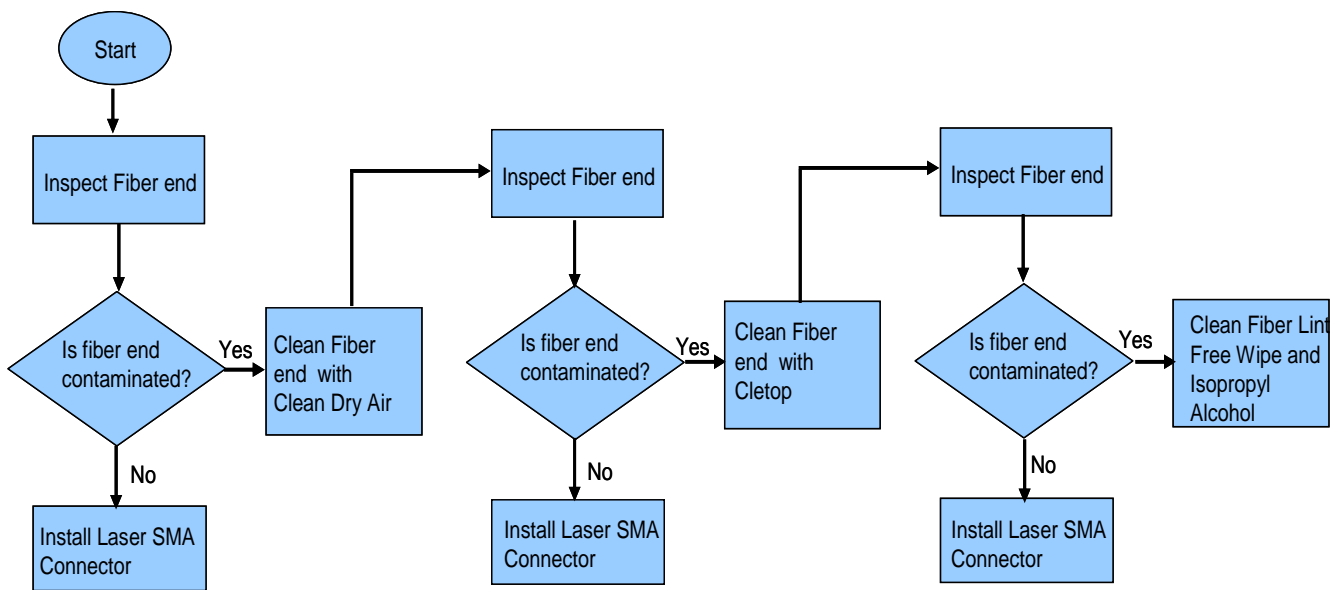 Start
Inspect Fiber end
Is fiber end
contaminated?
Yes
No
Install Laser SMA
Connector
Clean Fiber
end with
Clean Dry Air
Inspect Fiber end
Is fiber end
contaminated?
Yes
No
Install Laser SMA
Connector
Clean Fiber
end with
Cletop
Inspect Fiber end
Is fiber end
contaminated?
Yes
No
Install Laser SMA
Connector
Clean Fiber Lint
Free Wipe and
Isopropyl
Alcohol